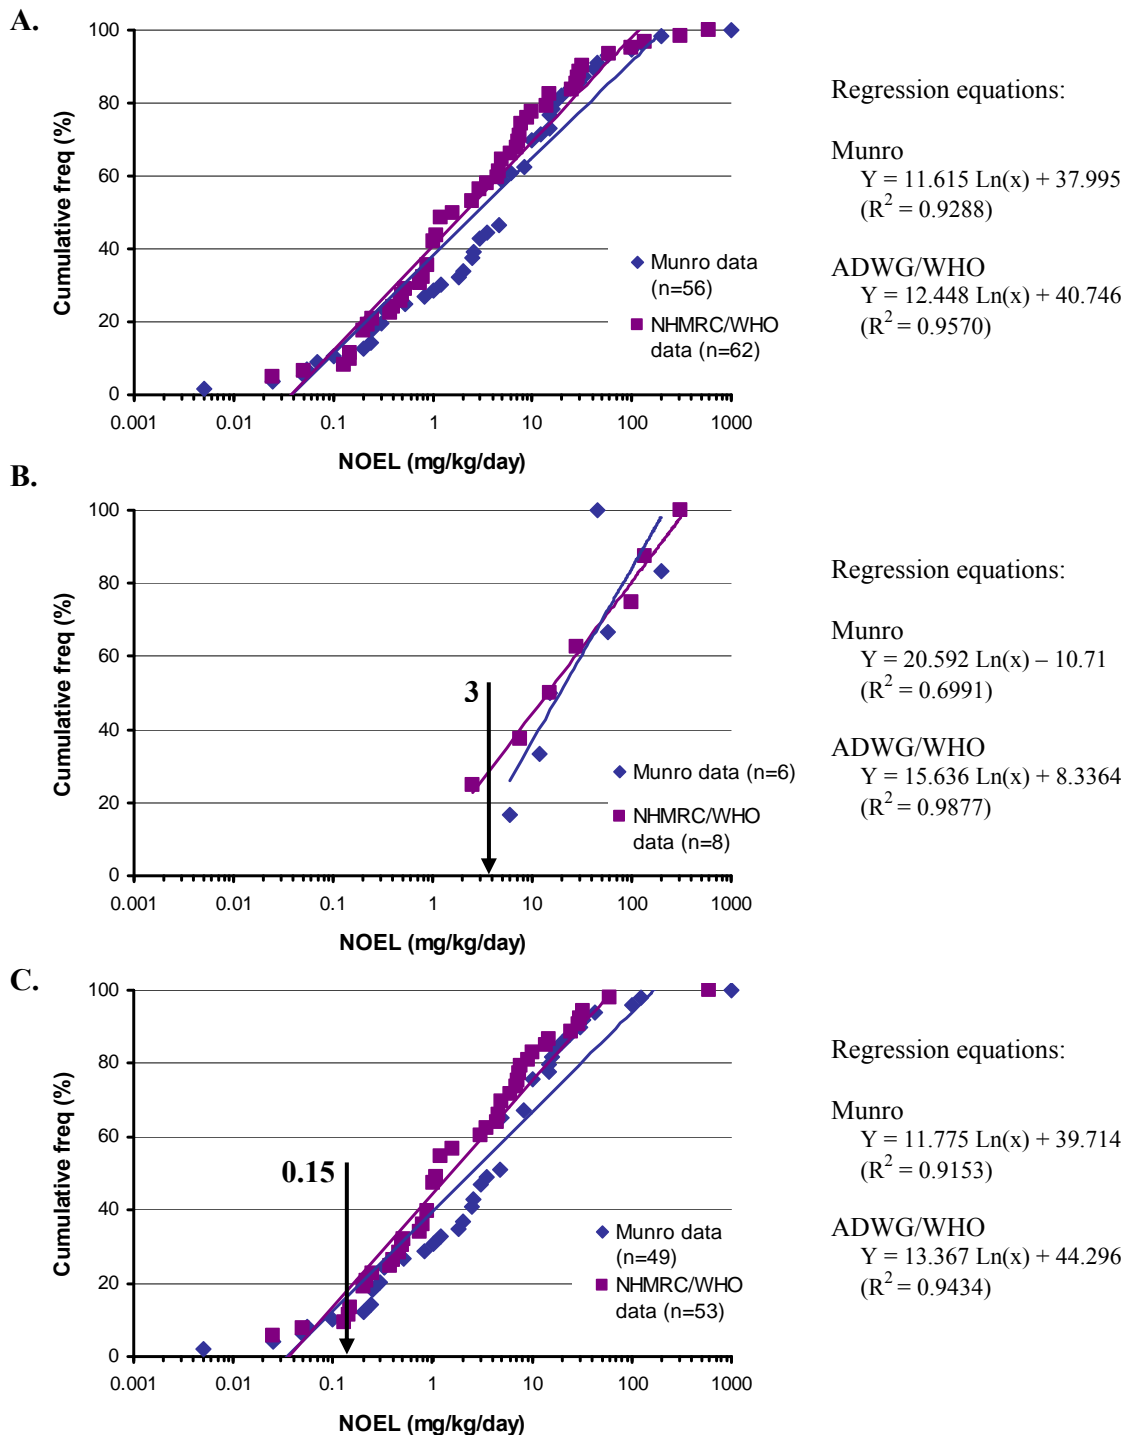 A.
100
80
60
40
20
0
Cumulative freq (%)
0.001 0.01 0.1 1 10 100 1000
NOEL (mg/kg/day)
Munro data
(n=56)
NHMRC/WHO
data (n=62)
Regression equations:
Munro
Y = 11.615 Ln(x) + 37.995
(R² = 0.9288)
ADWG/WHO
Y = 12.448 Ln(x) + 40.746
(R² = 0.9570)
B.
100
80
60
40
20
0
Cumulative freq (%)
3
0.001 0.01 0.1 1 10 100 1000
NOEL (mg/kg/day)
Munro data (n=6)
NHMRC/WHO
data (n=8)
Regression equations:
Munro
Y = 20.592 Ln(x) – 10.71
(R² = 0.6991)
ADWG/WHO
Y = 15.636 Ln(x) + 8.3364
(R² = 0.9877)
C.
100
80
60
40
20
0
Cumulative freq (%)
0.15
0.001 0.01 0.1 1 10 100 1000
NOEL (mg/kg/day)
Munro data
(n=49)
NHMRC/WHO
data (n=53)
Regression equations:
Munro
Y = 11.775 Ln(x) + 39.714
(R² = 0.9153)
ADWG/WHO
Y = 13.367 Ln(x) + 44.296
(R² = 0.9434)